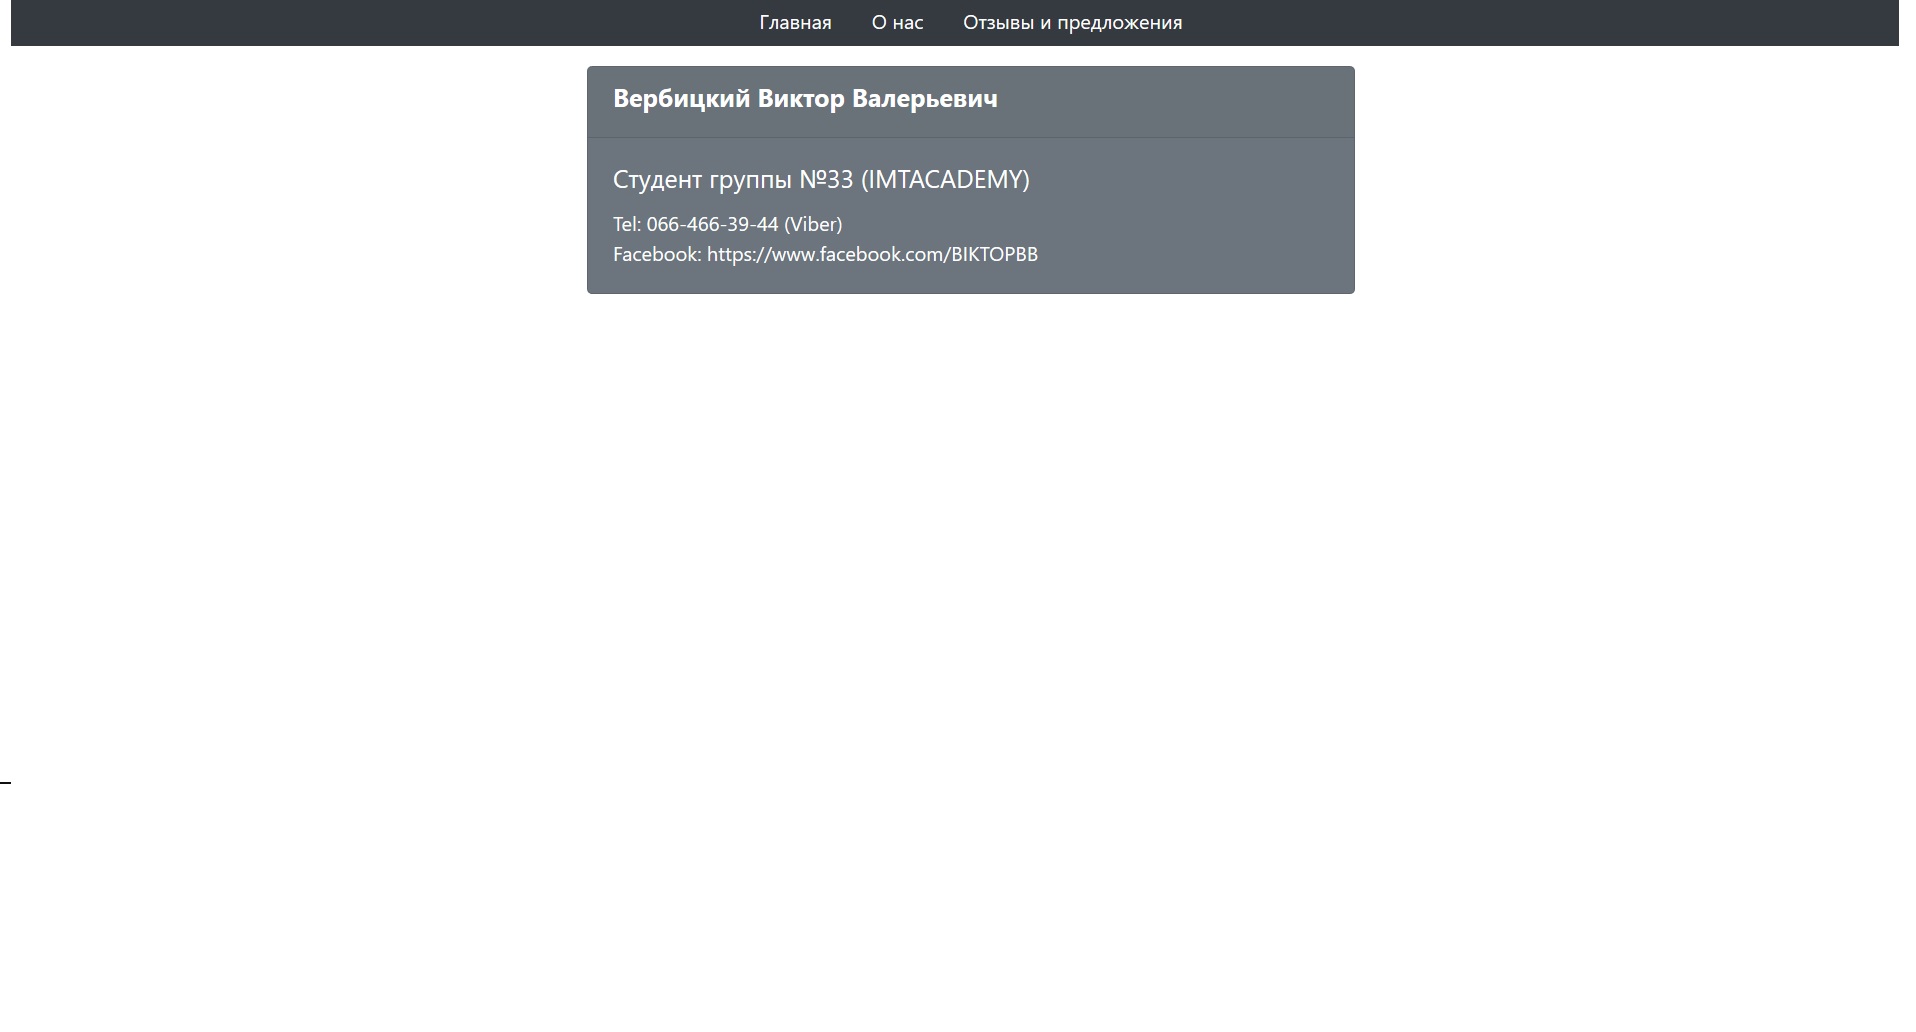 Главная О нас Отзывы и предложения
Вербицкий Виктор Валерьевич
Студент группы №33 (IMTACADEMY)
Tel: 066-466-39-44 (Viber)
Facebook: https://www.facebook.com/BIKTOPBB